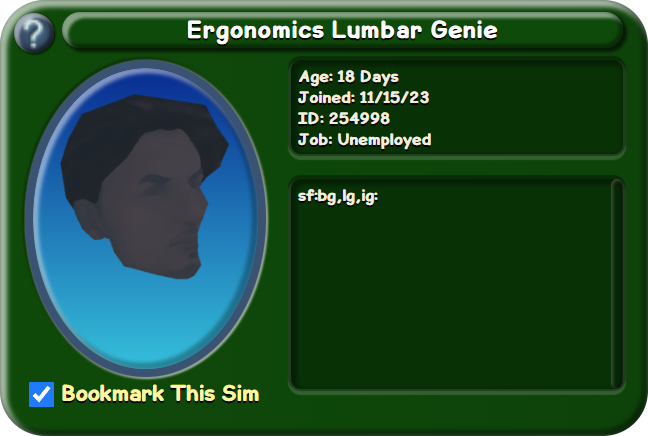 ?
Ergonomics Lumbar Genie
Age: 18 Days
Joined: 11/15/23
ID: 254998
Job: Unemployed
sf:bg,lg,ig:
Bookmark This Sim